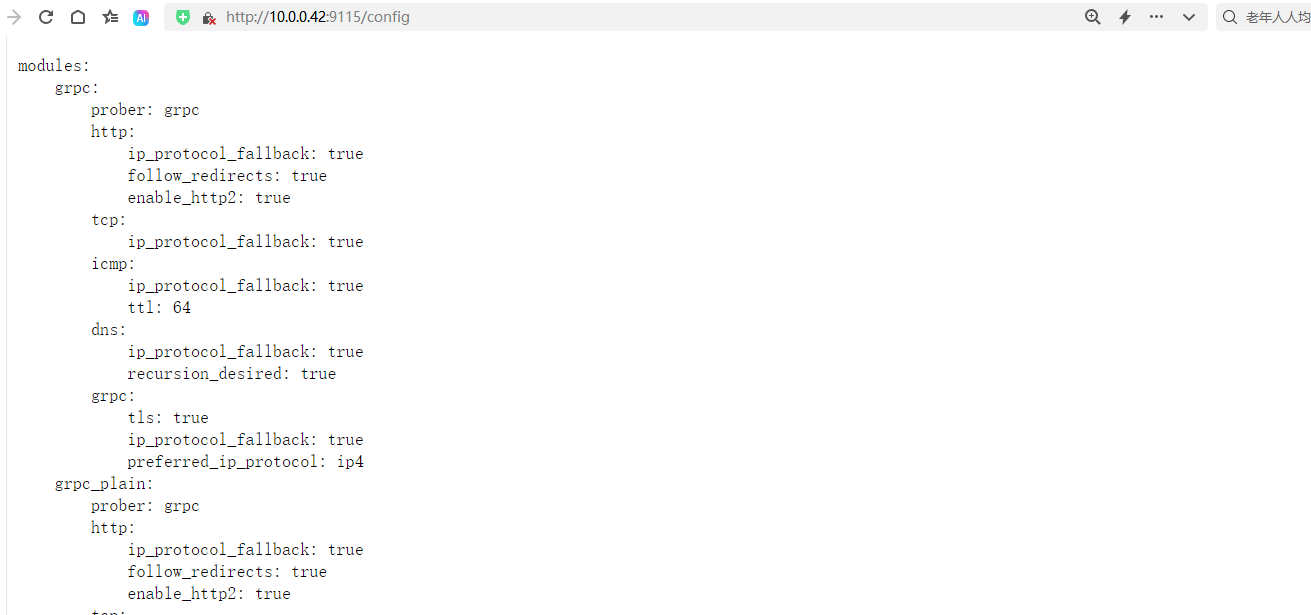 AI
http://10.0.0.42:9115/config
老年人人均
modules:
    grpc:
        prober: grpc
        http:
            ip_protocol_fallback: true
            follow_redirects: true
            enable_http2: true
        tcp:
            ip_protocol_fallback: true
        icmp:
            ip_protocol_fallback: true
            ttl: 64
        dns:
            ip_protocol_fallback: true
            recursion_desired: true
        grpc:
            tls: true
            ip_protocol_fallback: true
            preferred_ip_protocol: ip4
    grpc_plain:
        prober: grpc
        http:
            ip_protocol_fallback: true
            follow_redirects: true
            enable_http2: true
        tcp: